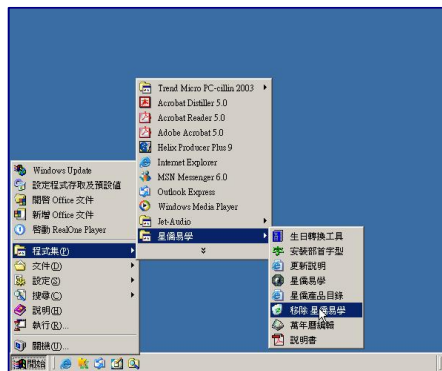 Trend Micro PC-cillin 2003
Acrobat Distiller 5.0
Acrobat Reader 5.0
Adobe Acrobat 5.0
Helix Producer Plus 9
Internet Explorer
MSN Messenger 6.0
Outlook Express
Windows Media Player
Jet-Audio
星僑易學
Windows Update
設定程式存取及預設值
開啟 Office 文件
新增 Office 文件
啟動 RealOne Player
程式集(P)
文件(D)
設定(S)
搜尋(C)
說明(H)
執行(R)...
關機(U)...
生日轉換工具
安裝部首字型
更新說明
星僑易學
星僑產品目錄
移除 星僑易學
萬年曆編輯
說明書
開始